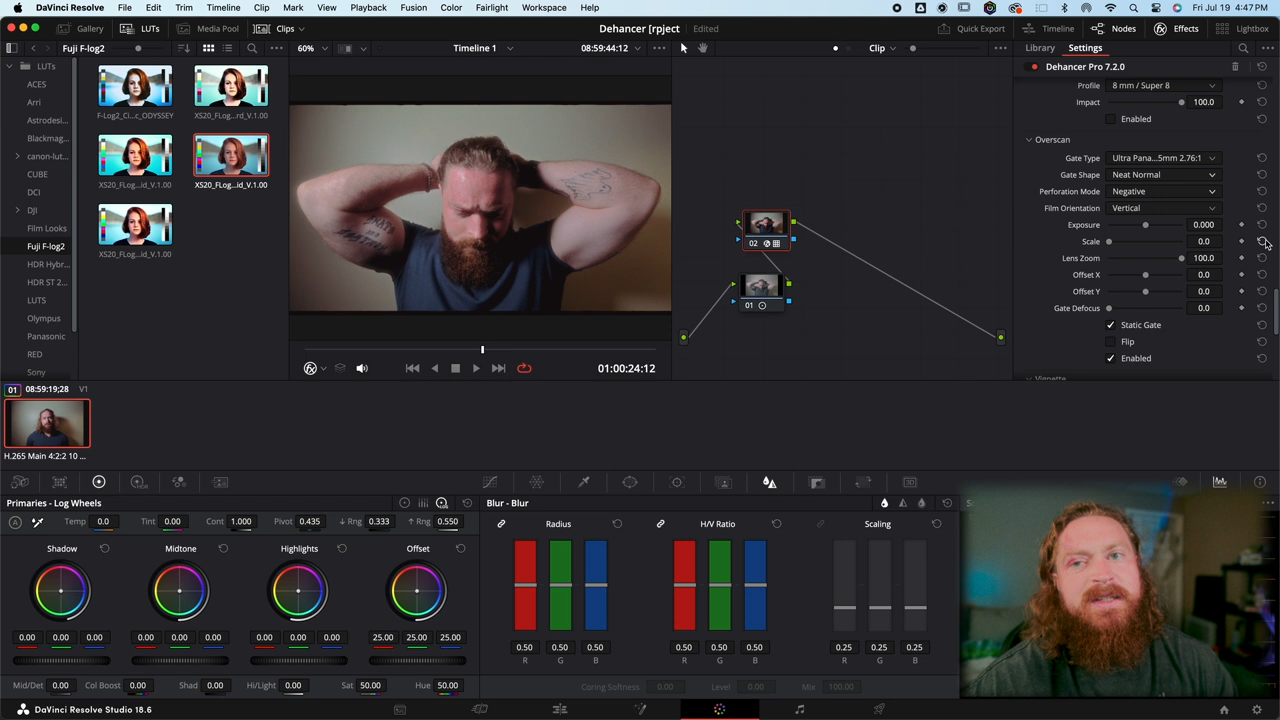 DaVinci Resolve File Edit Trim Timeline Clip Mark View Playback Fusion Color Fairlight Workspace Help Fri Jul 19 4:47 PM
Gallery LUTs Media Pool Clips Dehancer [rpject Edited Quick Export Timeline Nodes Effects Lightbox
Fuji F-log2 60% Timeline 1 08:59:44:12 Clip Library Settings
LUTs
ACES
Arri
Astrodesi...
Blackmag...
canon-lut...
CUBE
DCI
DJI
Film Looks
Fuji F-log2
HDR Hybr...
HDR ST 2...
LUTS
Olympus
Panasonic
RED
Sony
F-Log2_Ci...c_ODYSSEY XS20_FLog...rd_V.1.00
XS20_FLog...id_V.1.00 XS20_FLog...id_V.1.00
XS20_FLog...id_V.1.00
01:00:24:12
02
01
Dehancer Pro 7.2.0
Profile 8 mm / Super 8
Impact 100.0
Enabled
Overscan
Gate Type Ultra Pana...5mm 2.76:1
Gate Shape Neat Normal
Perforation Mode Negative
Film Orientation Vertical
Exposure 0.000
Scale 0.0
Lens Zoom 100.0
Offset X 0.0
Offset Y 0.0
Gate Defocus 0.0
Static Gate
Flip
Enabled
Vignette
01 08:59:19;28 V1
H.265 Main 4:2:2 10 ...
Primaries - Log Wheels
Temp 0.0 Tint 0.00 Cont 1.000 Pivot 0.435 ↓ Rng 0.333 ↑ Rng 0.550
Shadow Midtone Highlights Offset
0.00 0.00 0.00 0.00 0.00 0.00 0.00 0.00 0.00 25.00 25.00 25.00
Mid/Det 0.00 Col Boost 0.00 Shad 0.00 Hi/Light 0.00 Sat 50.00 Hue 50.00
Blur - Blur
Radius H/V Ratio Scaling
0.50 0.50 0.50 0.50 0.50 0.50 0.25 0.25 0.25
R G B R G B R G B
Coring Softness 0.00 Level 0.00 Mix 100.00
DaVinci Resolve Studio 18.6